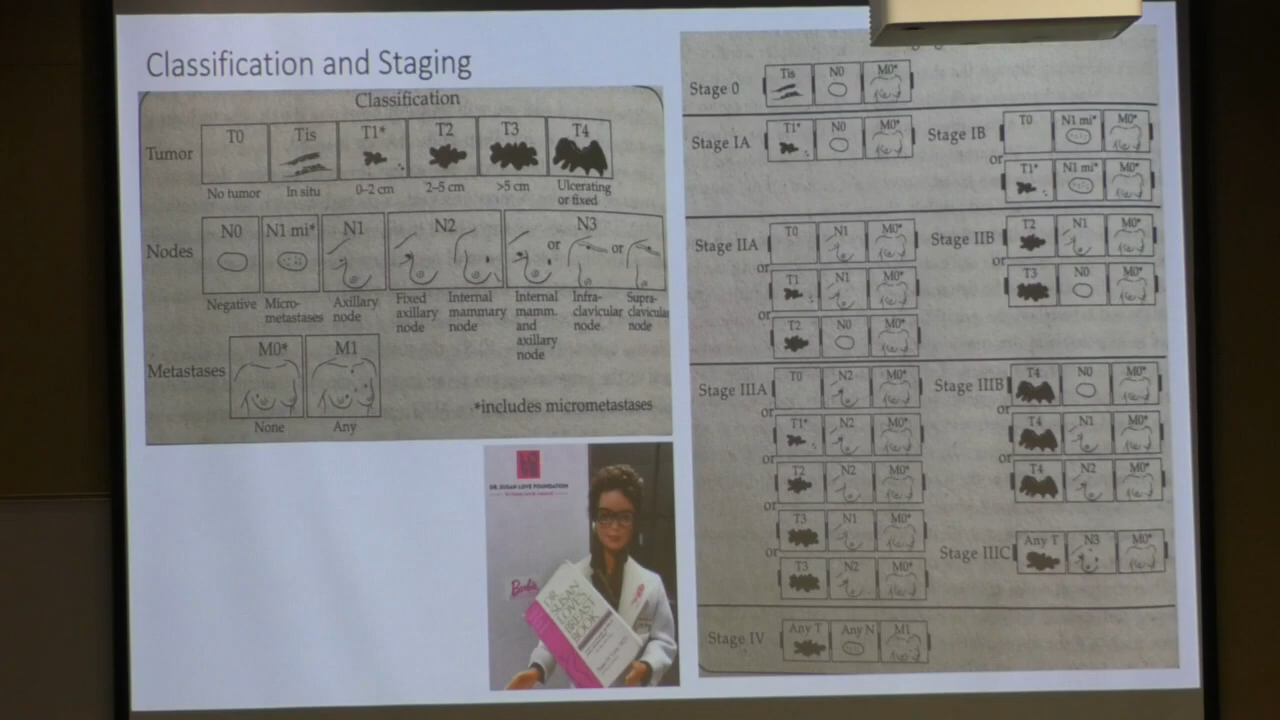 Classification and Staging
Classification
Tumor
T0 Tis T1* T2 T3 T4
No tumor In situ 0–2 cm 2–5 cm >5 cm Ulcerating
or fixed
Nodes
N0 N1 mi* N1 N2 N3
or or
Negative Micro-
metastases Axillary
node Fixed
axillary
node Internal
mammary
node Internal
mamm.
and
axillary
node Infra-
clavicular
node Supra-
clavicular
node
Metastases
M0* M1
None Any
*includes micrometastases
DR. SUSAN LOVE FOUNDATION
Barbie
DR.
SUSAN
LOVE'S
BREAST
BOOK
Stage 0
Tis N0 M0*
Stage IA
T1* N0 M0*
Stage IB
T0 N1 mi* M0*
or
T1* N1 mi* M0*
Stage IIA
T0 N1 M0*
or
T1 N1 M0*
or
T2 N0 M0*
Stage IIB
T2 N1 M0*
or
T3 N0 M0*
Stage IIIA
T0 N2 M0*
or
T1* N2 M0*
or
T2 N2 M0*
or
T3 N1 M0*
or
T3 N2 M0*
Stage IIIB
T4 N0 M0*
or
T4 N1 M0*
or
T4 N2 M0*
Stage IIIC
Any T N3 M0*
Stage IV
Any T Any N M1